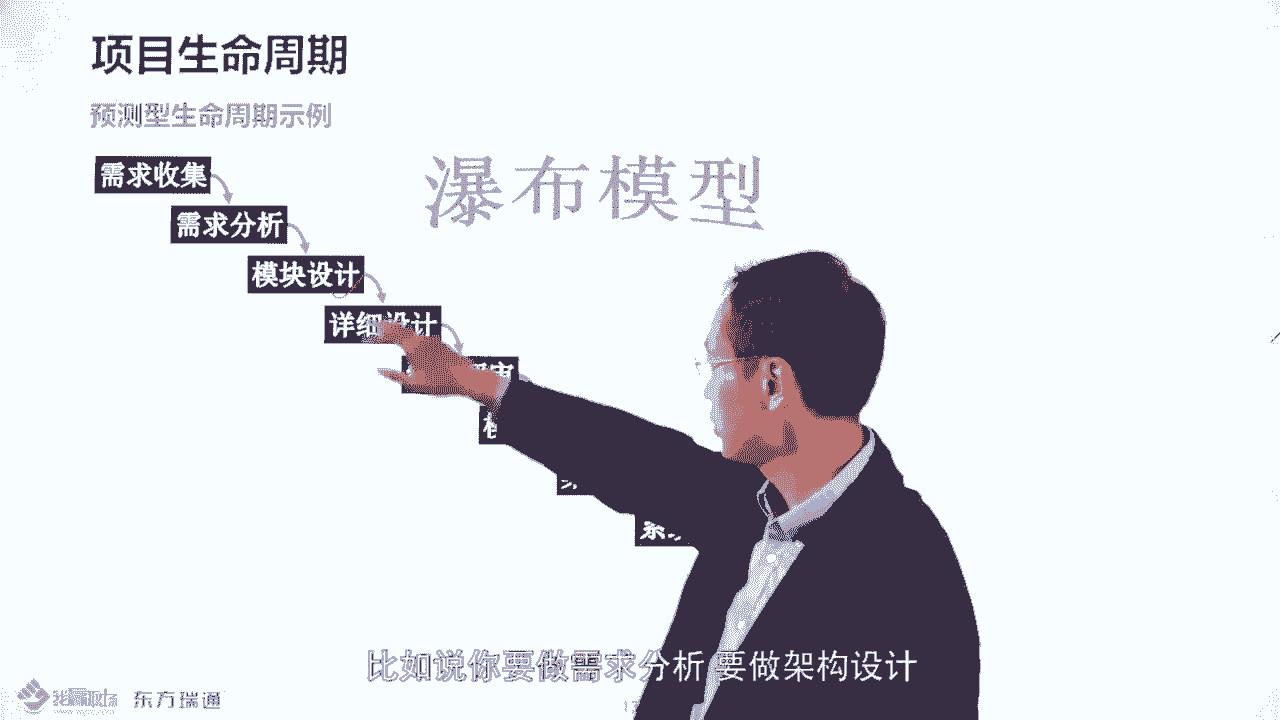 项目生命周期
预测型生命周期示例
瀑布模型
需求收集
需求分析
模块设计
详细设计
比如说你要做需求分析 要做架构设计
东方瑞通